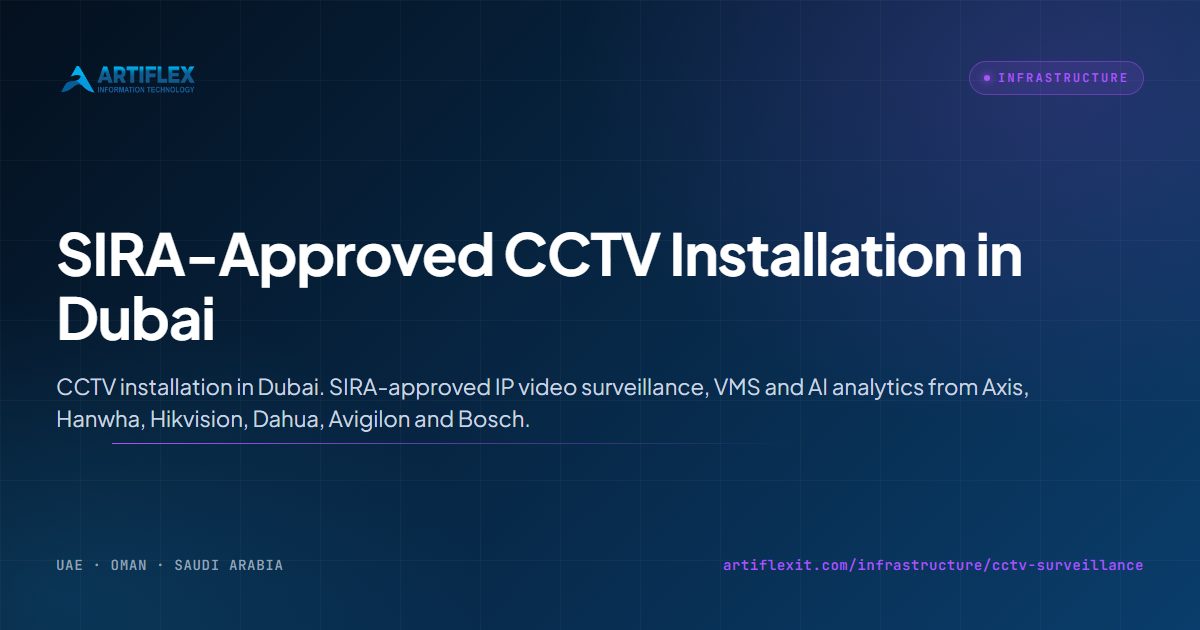 ARTIFLEX
INFORMATION TECHNOLOGY
INFRASTRUCTURE
SIRA-Approved CCTV Installation in
Dubai
CCTV installation in Dubai. SIRA-approved IP video surveillance, VMS and AI analytics from Axis,
Hanwha, Hikvision, Dahua, Avigilon and Bosch.
UAE · OMAN · SAUDI ARABIA
artiflexit.com/infrastructure/cctv-surveillance